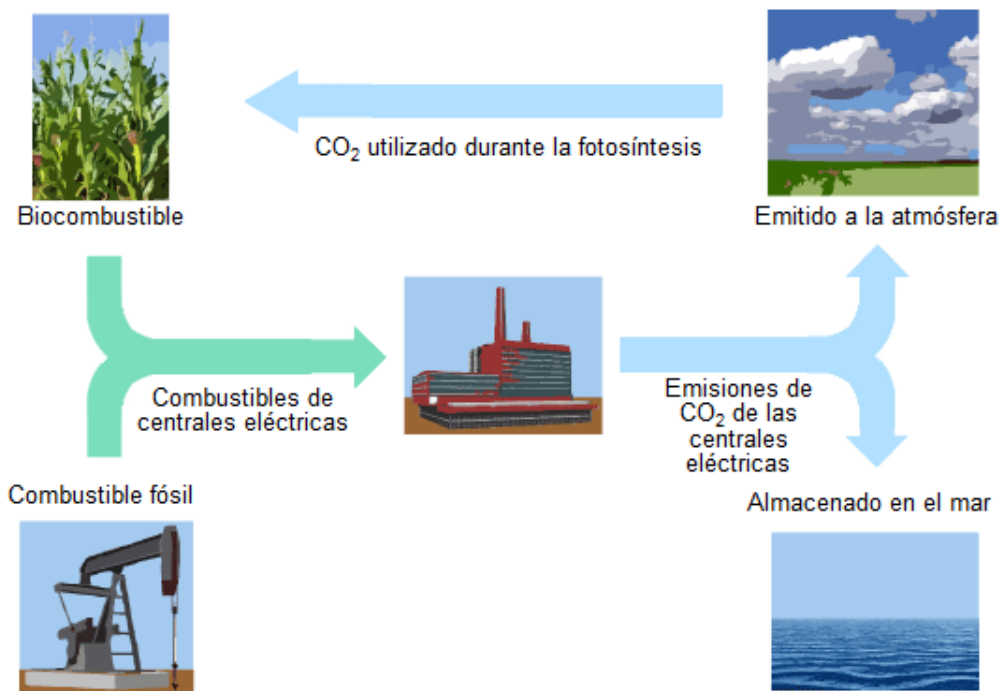 CO₂ utilizado durante la fotosíntesis
Biocombustible
Emitido a la atmósfera
Combustibles de
centrales eléctricas
Emisiones de
CO₂ de las
centrales
eléctricas
Combustible fósil
Almacenado en el mar